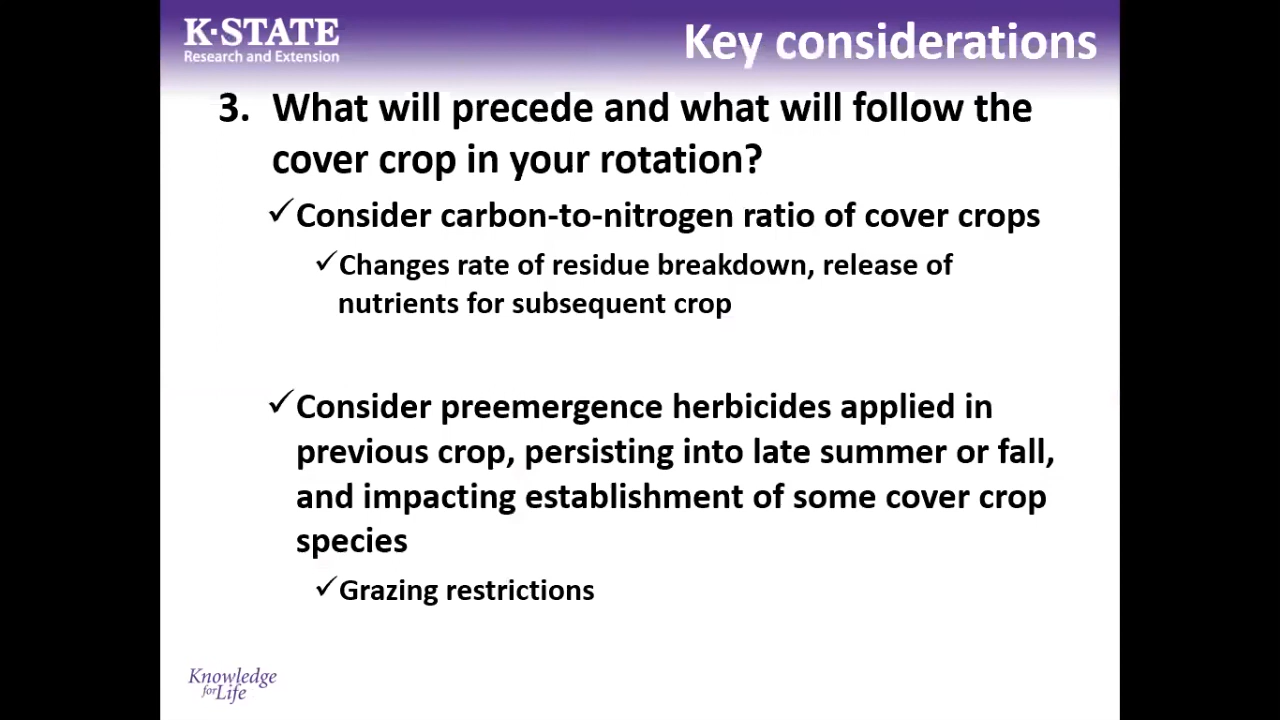 K-STATE
Research and Extension
Key considerations
3. What will precede and what will follow the
cover crop in your rotation?
✓Consider carbon-to-nitrogen ratio of cover crops
✓Changes rate of residue breakdown, release of
nutrients for subsequent crop
✓Consider preemergence herbicides applied in
previous crop, persisting into late summer or fall,
and impacting establishment of some cover crop
species
✓Grazing restrictions
Knowledge
for Life